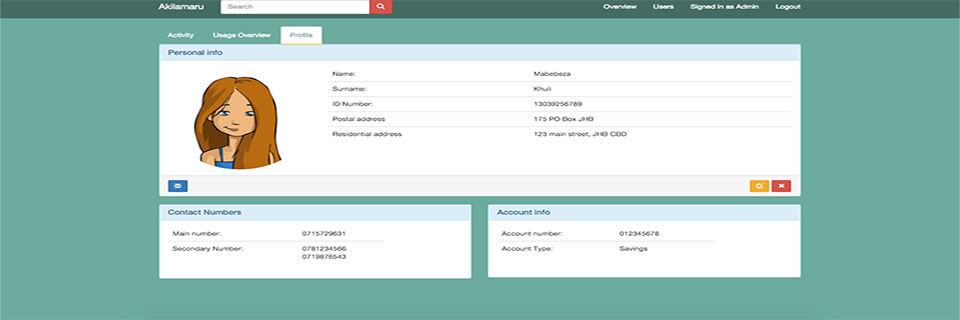 Akilamaru Search Overview Users Signed in as Admin Logout
Activity Usage Overview Profile
Personal info
Name: Mabebeza
Surname: Khuli
ID Number: 13039256789
Postal address 175 PO Box JHB
Residential address 123 main street, JHB CBD
Contact Numbers
Main number: 0715729631
Secondary Number: 0781234566
0719876543
Account info
Account number: 012345678
Account Type: Savings